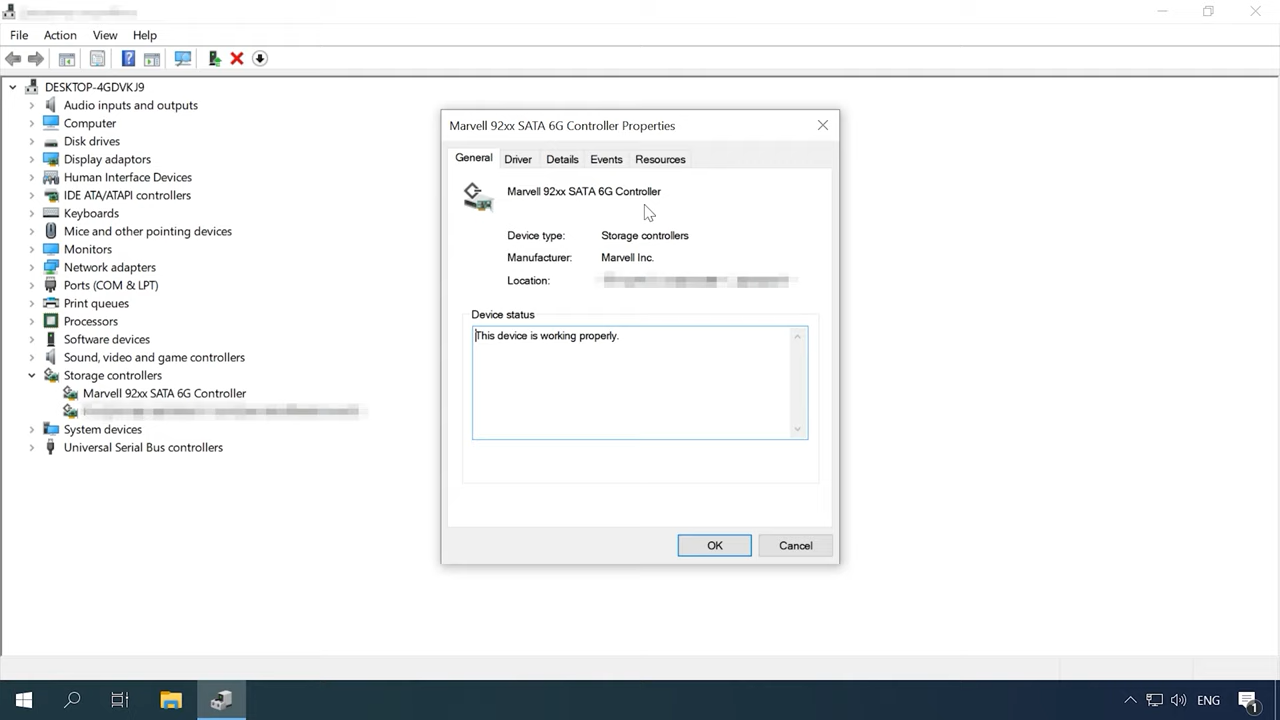 File Action View Help
DESKTOP-4GDVKJ9
Audio inputs and outputs
Computer
Disk drives
Display adaptors
Human Interface Devices
IDE ATA/ATAPI controllers
Keyboards
Mice and other pointing devices
Monitors
Network adapters
Ports (COM & LPT)
Print queues
Processors
Software devices
Sound, video and game controllers
Storage controllers
Marvell 92xx SATA 6G Controller
System devices
Universal Serial Bus controllers
Marvell 92xx SATA 6G Controller Properties
General Driver Details Events Resources
Marvell 92xx SATA 6G Controller
Device type: Storage controllers
Manufacturer: Marvell Inc.
Location:
Device status
This device is working properly.
OK Cancel
ENG
1